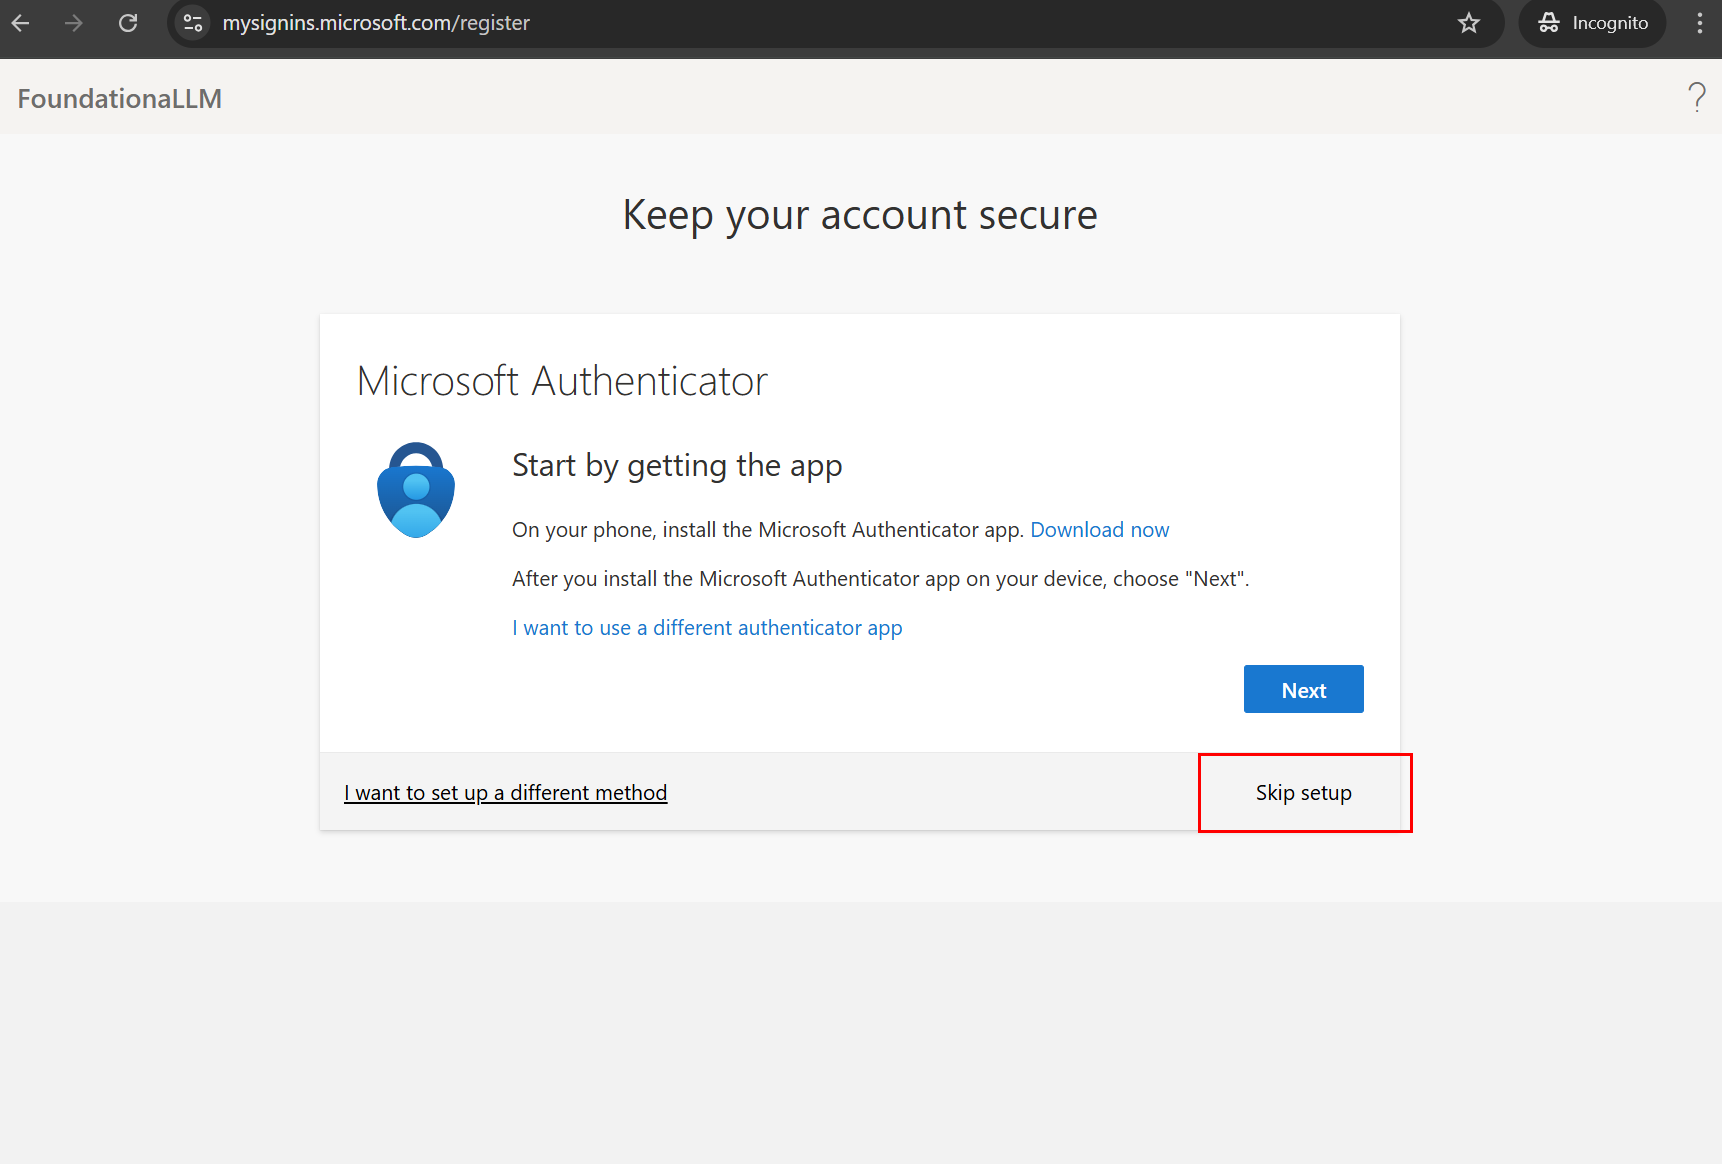 mysignins.microsoft.com/register
Incognito
FoundationaLLM
?
Keep your account secure
Microsoft Authenticator
Start by getting the app
On your phone, install the Microsoft Authenticator app. Download now
After you install the Microsoft Authenticator app on your device, choose "Next".
I want to use a different authenticator app
Next
I want to set up a different method
Skip setup